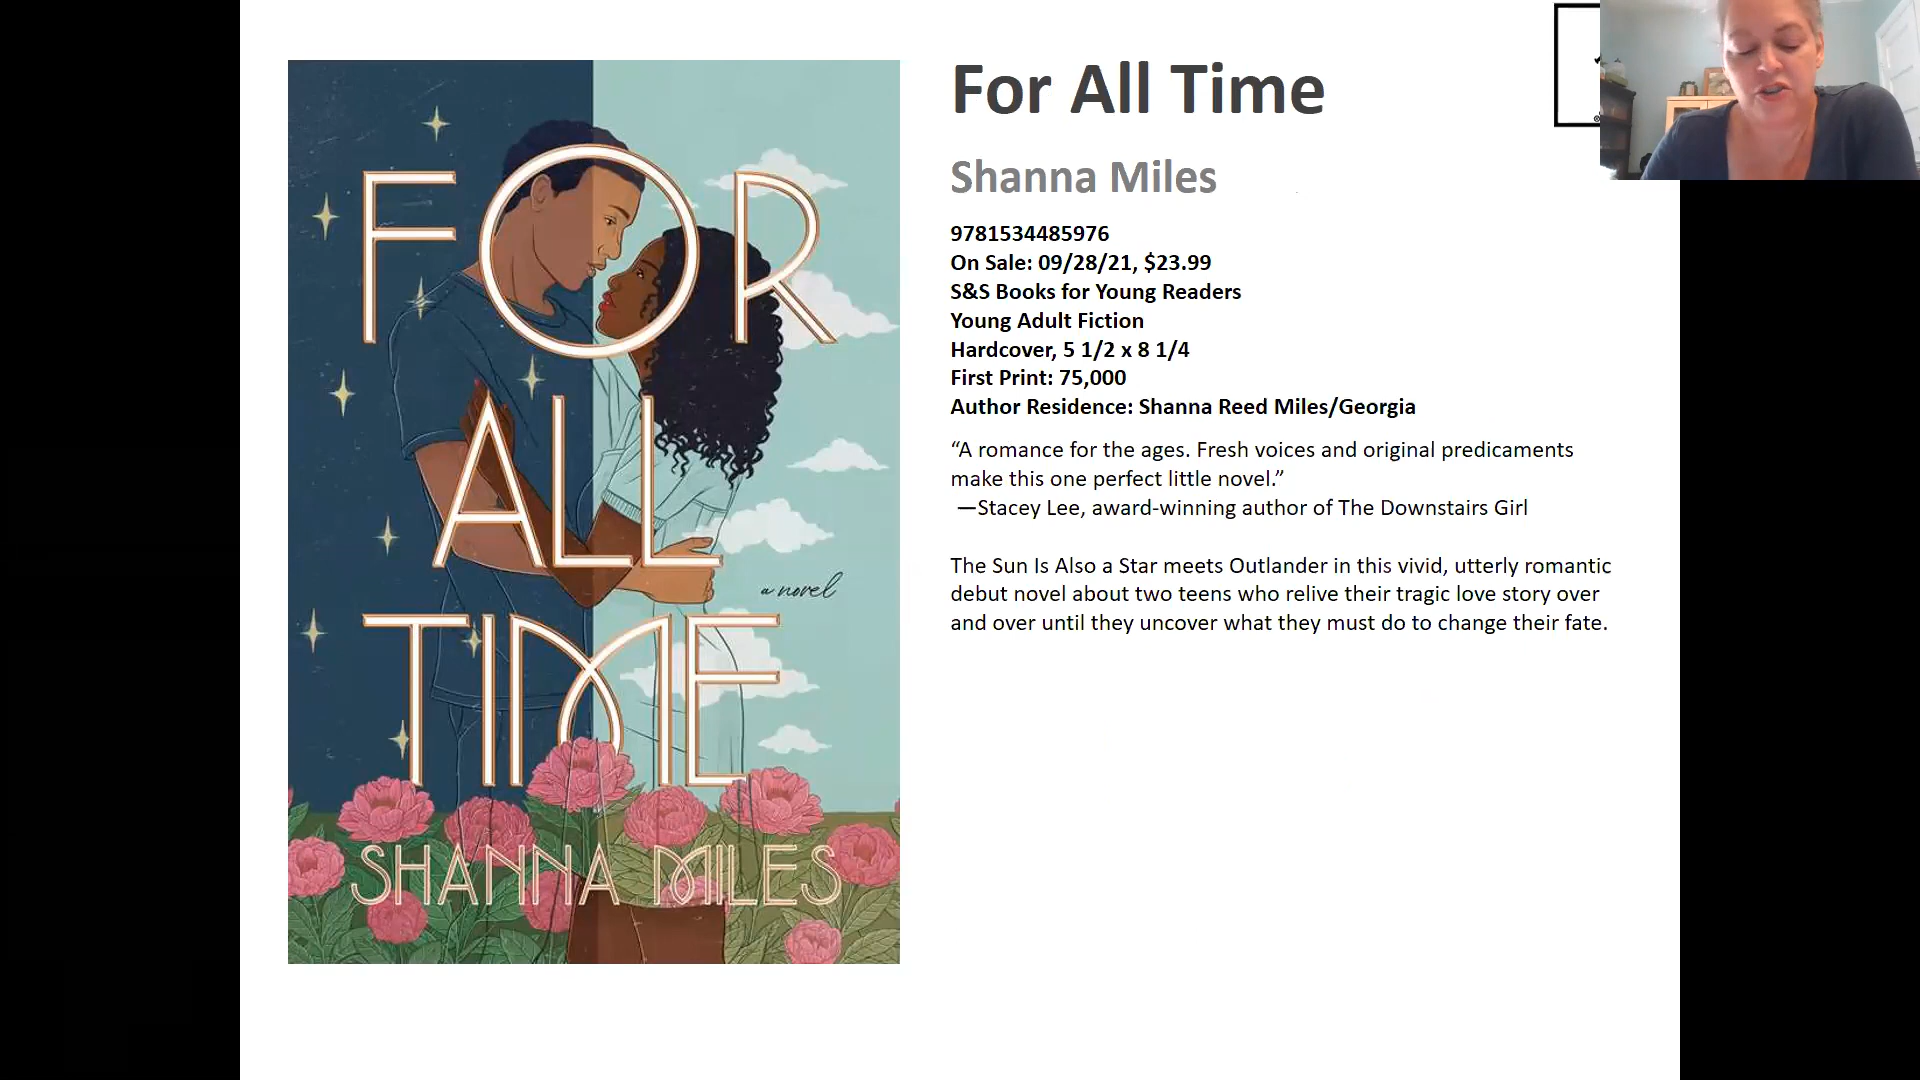 FOR
ALL
TIME
a novel
SHANNA MILES
For All Time
Shanna Miles
9781534485976
On Sale: 09/28/21, $23.99
S&S Books for Young Readers
Young Adult Fiction
Hardcover, 5 1/2 x 8 1/4
First Print: 75,000
Author Residence: Shanna Reed Miles/Georgia
“A romance for the ages. Fresh voices and original predicaments
make this one perfect little novel.”
—Stacey Lee, award-winning author of The Downstairs Girl
The Sun Is Also a Star meets Outlander in this vivid, utterly romantic
debut novel about two teens who relive their tragic love story over
and over until they uncover what they must do to change their fate.